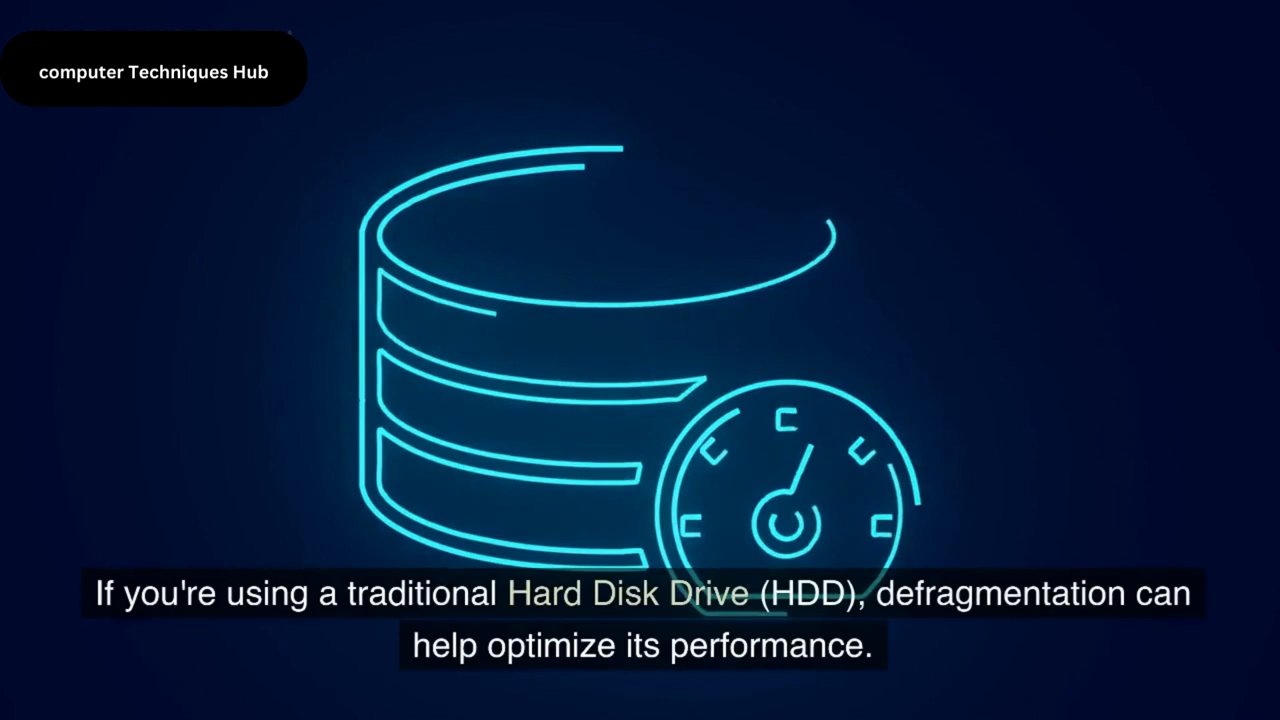 computer Techniques Hub
If you're using a traditional Hard Disk Drive (HDD), defragmentation can
help optimize its performance.